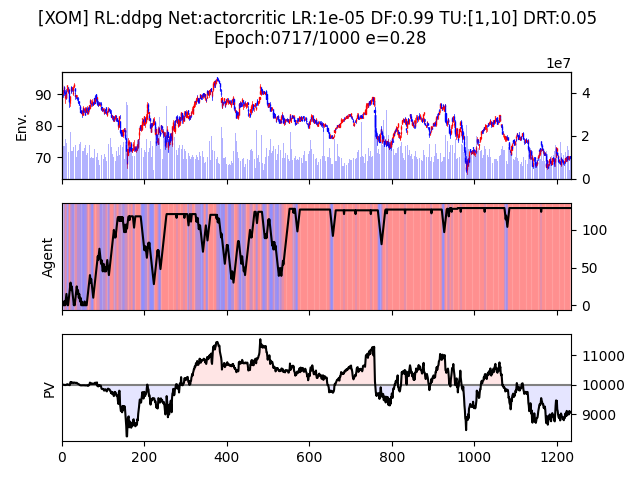 [XOM] RL:ddpg Net:actorcritic LR:1e-05 DF:0.99 TU:[1,10] DRT:0.05
Epoch:0717/1000 e=0.28
1e7
90
80
70
Env.
4
2
0
Agent
100
50
0
PV
11000
10000
9000
0 200 400 600 800 1000 1200